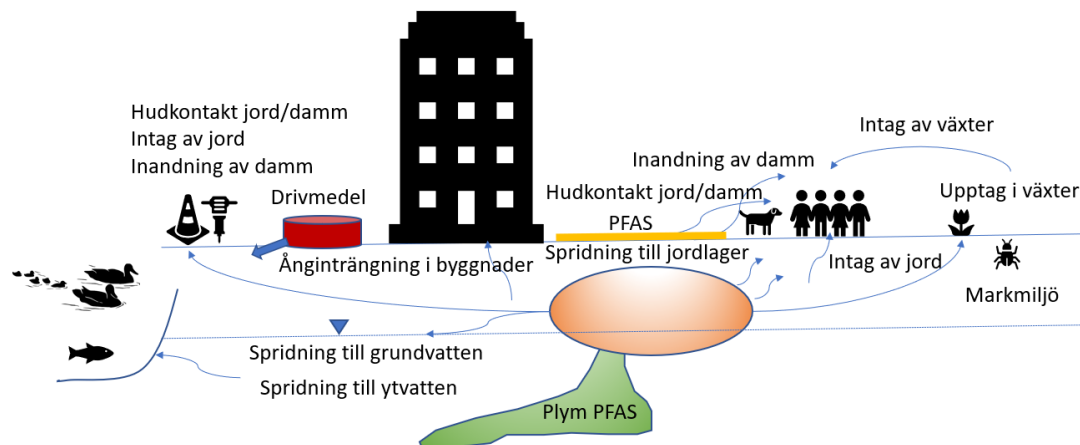 Hudkontakt jord/damm
Intag av jord
Inandning av damm
Drivmedel
Ånginträngning i byggnader
Inandning av damm
Hudkontakt jord/damm
PFAS
Spridning till jordlager
Intag av växter
Upptag i växter
Intag av jord
Markmiljö
Spridning till grundvatten
Spridning till ytvatten
Plym PFAS